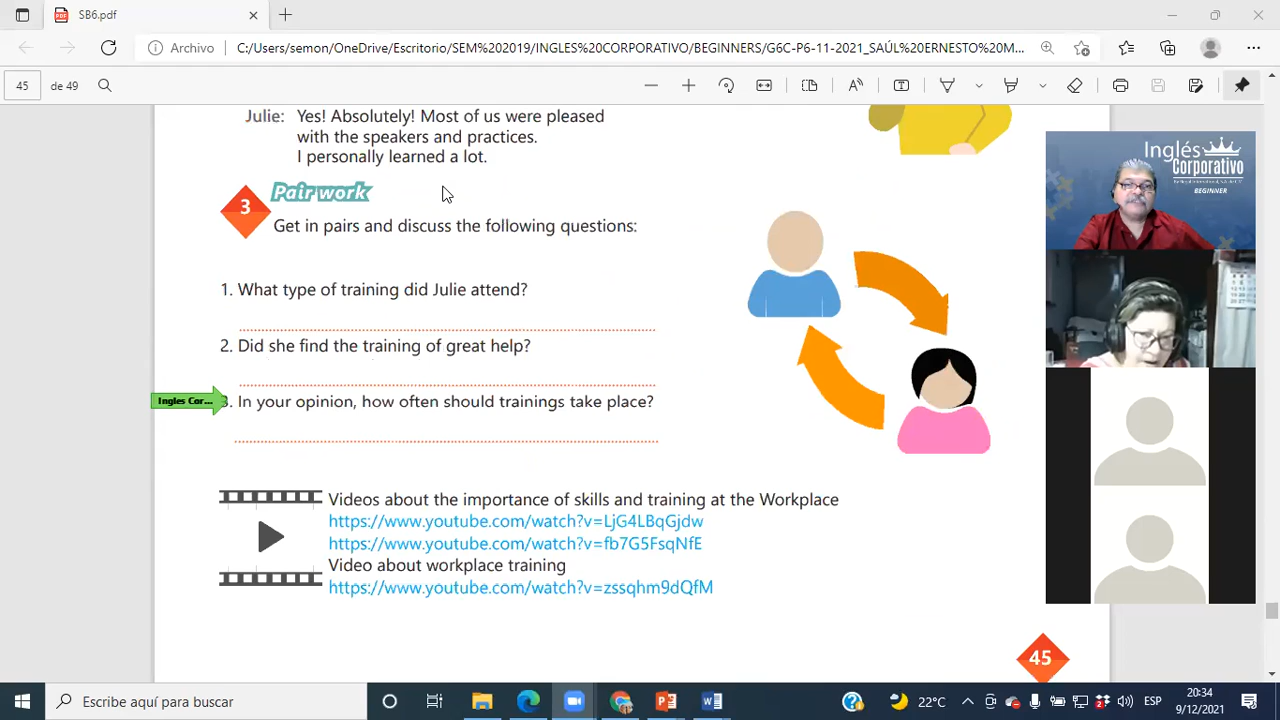 SB6.pdf
Archivo
C:/Users/semon/OneDrive/Escritorio/SEM%202019/INGLES%20CORPORATIVO/BEGINNERS/G6C-P6-11-2021_SAÚL%20ERNESTO%20M...
45 de 49
Julie: Yes! Absolutely! Most of us were pleased
with the speakers and practices.
I personally learned a lot.
3 Pair work
Get in pairs and discuss the following questions:
1. What type of training did Julie attend?
2. Did she find the training of great help?
Ingles Cor...
3. In your opinion, how often should trainings take place?
Videos about the importance of skills and training at the Workplace
https://www.youtube.com/watch?v=LjG4LBqGjdw
https://www.youtube.com/watch?v=fb7G5FsqNfE
Video about workplace training
https://www.youtube.com/watch?v=zssqhm9dQfM
45
Inglés
Corporativo
BEGINNER
Escribe aquí para buscar
22°C
ESP
20:34
9/12/2021